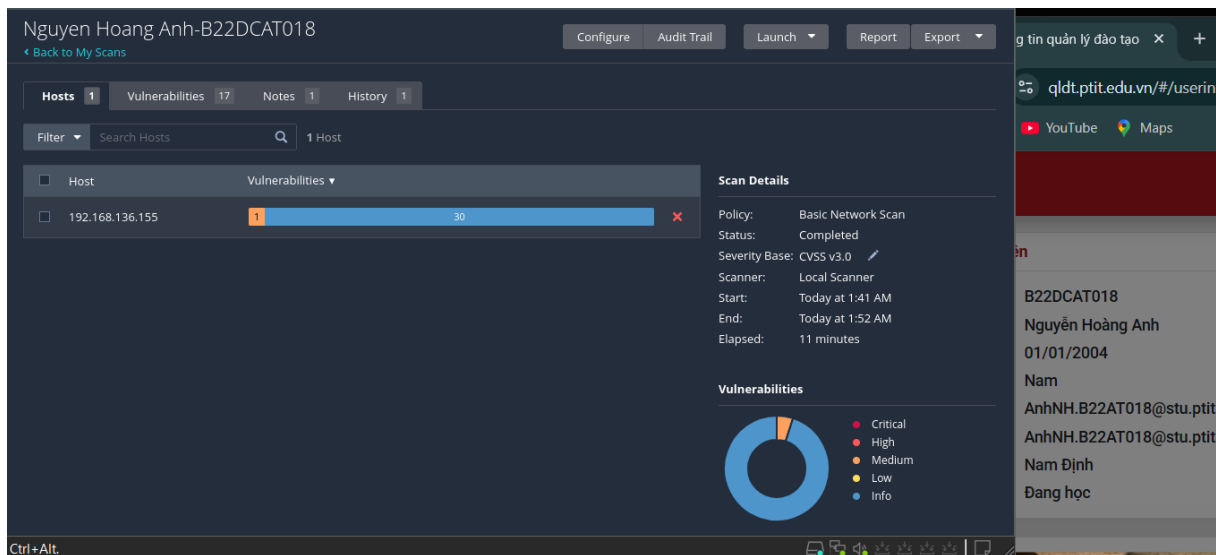 Nguyen Hoang Anh-B22DCAT018
Back to My Scans
Configure Audit Trail Launch Report Export
Hosts 1 Vulnerabilities 17 Notes 1 History 1
Filter Search Hosts 1 Host
Host Vulnerabilities
192.168.136.155 1 30
Scan Details
Policy: Basic Network Scan
Status: Completed
Severity Base: CVSS v3.0
Scanner: Local Scanner
Start: Today at 1:41 AM
End: Today at 1:52 AM
Elapsed: 11 minutes
Vulnerabilities
Critical
High
Medium
Low
Info
Ctrl+Alt.
g tin quản lý đào tạo
qldt.ptit.edu.vn/#/userin
YouTube Maps
ên
B22DCAT018
Nguyễn Hoàng Anh
01/01/2004
Nam
AnhNH.B22AT018@stu.ptit
AnhNH.B22AT018@stu.ptit
Nam Định
Đang học